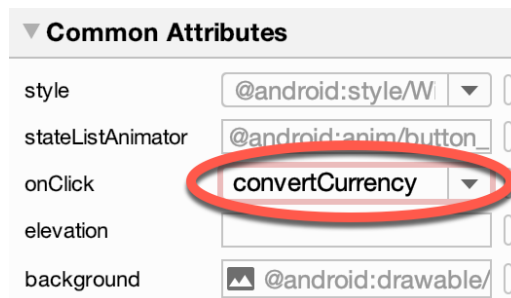 Common Attributes
style @android:style/Wi
stateListAnimator @android:anim/button_
onClick convertCurrency
elevation
background @android:drawable/